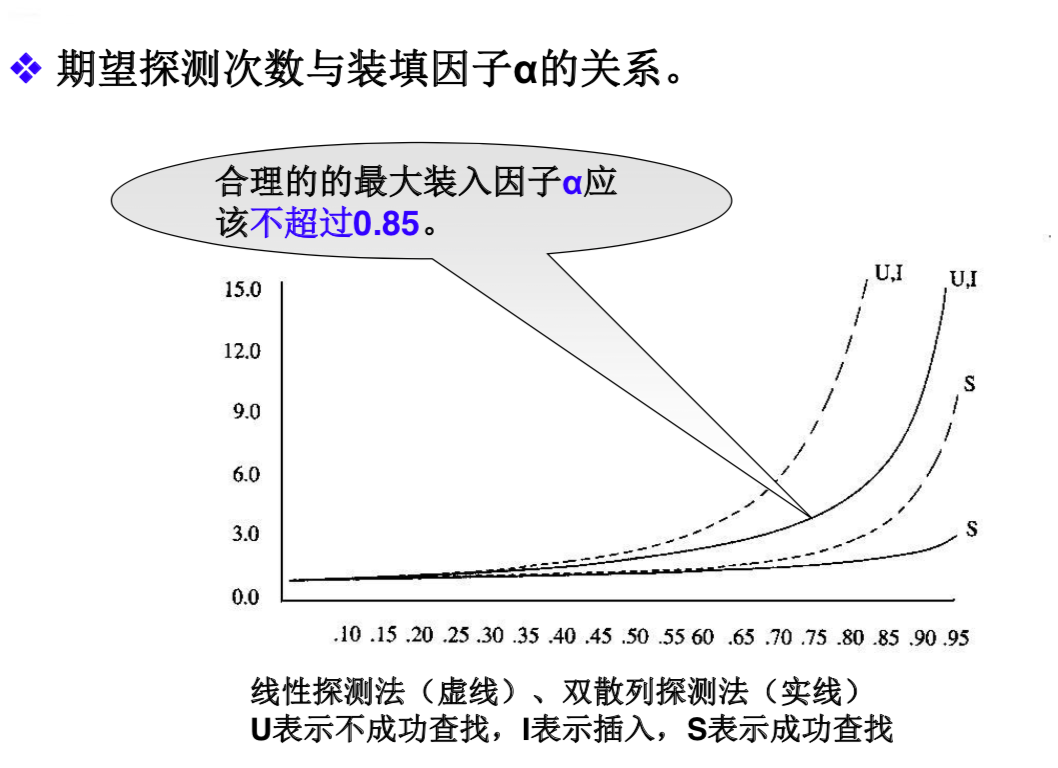 ❖ 期望探测次数与装填因子α的关系。
合理的的最大装入因子α应
该不超过0.85。
U,I
U,I
15.0
12.0
S
9.0
6.0
3.0
S
0.0
.10 .15 .20 .25 .30 .35 .40 .45 .50 .55 60 .65 .70 .75 .80 .85 .90 .95
线性探测法（虚线）、双散列探测法（实线）
U表示不成功查找，I表示插入，S表示成功查找